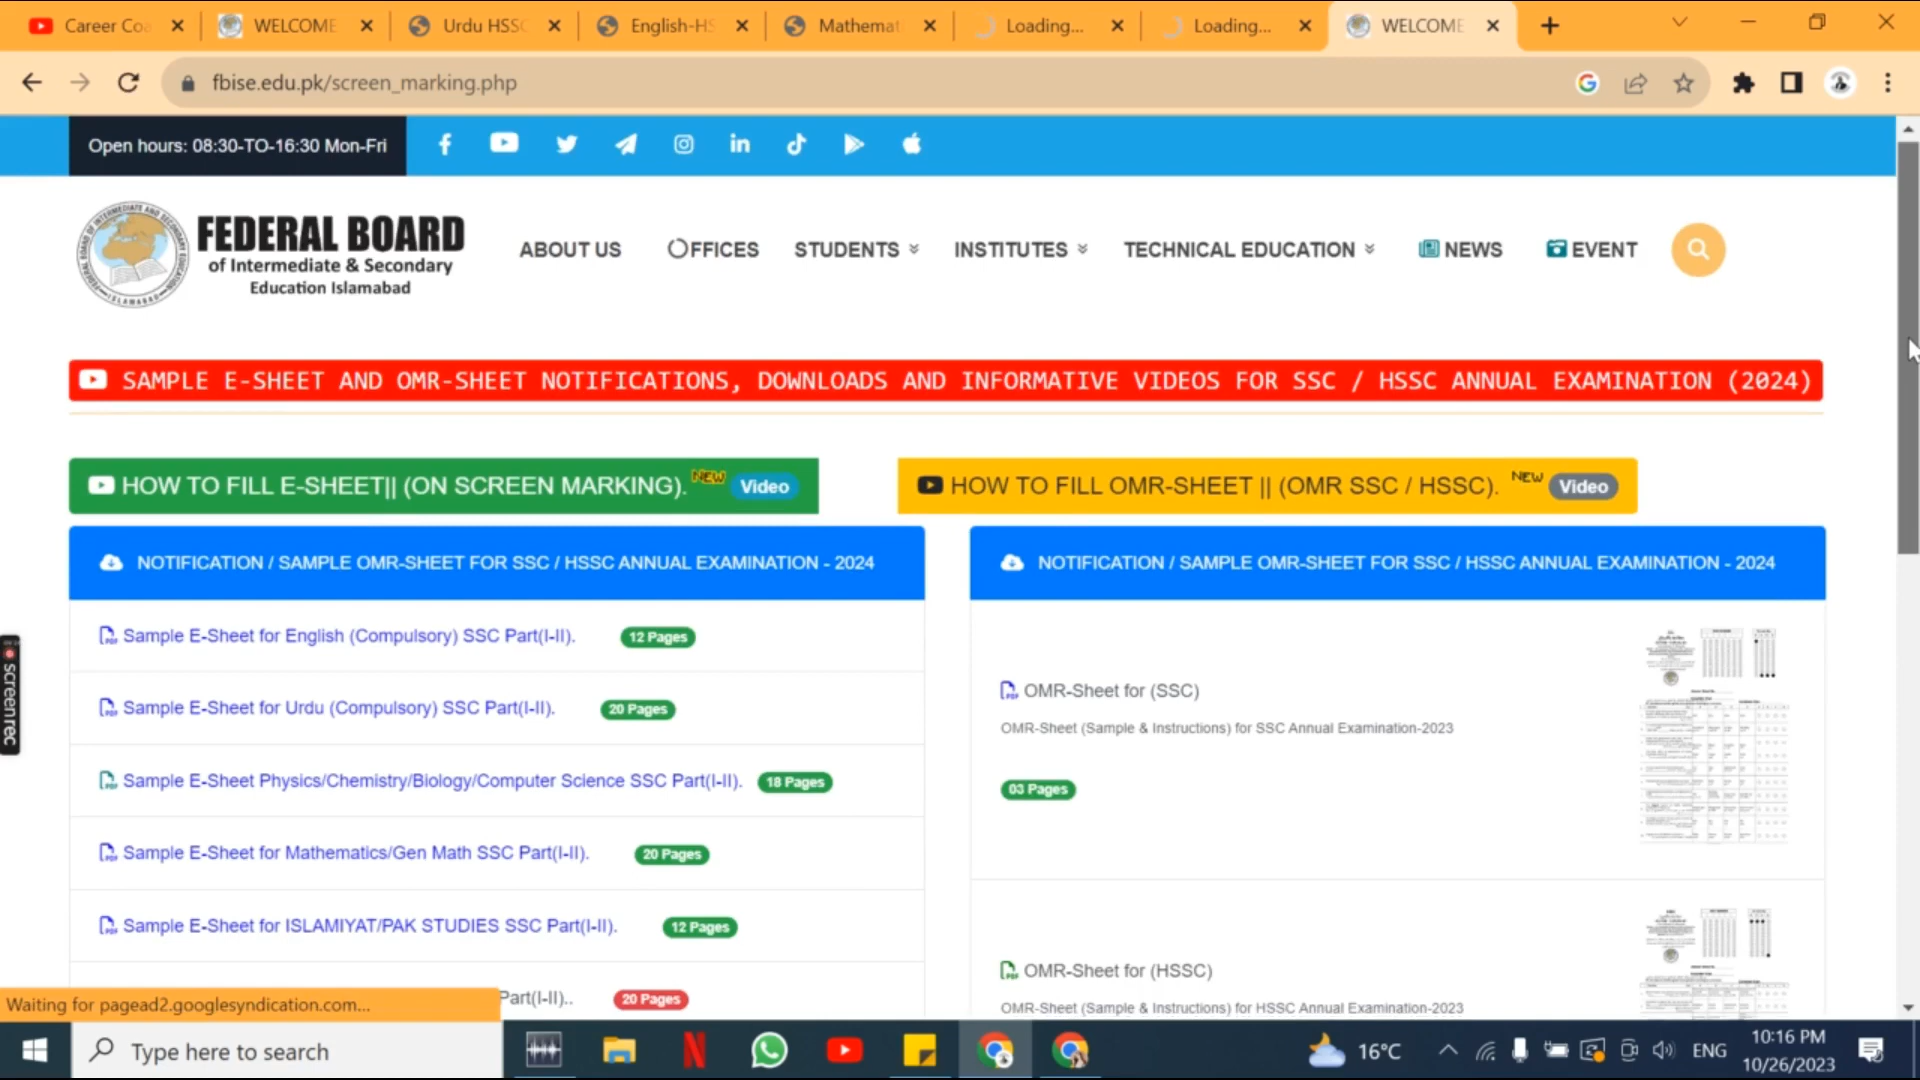 Career Coa
WELCOME
Urdu HSSC
English-HS
Mathemat
Loading...
Loading...
WELCOME
fbise.edu.pk/screen_marking.php
Open hours: 08:30-TO-16:30 Mon-Fri
FEDERAL BOARD
of Intermediate & Secondary
Education Islamabad
ABOUT US
OFFICES
STUDENTS
INSTITUTES
TECHNICAL EDUCATION
NEWS
EVENT
SAMPLE E-SHEET AND OMR-SHEET NOTIFICATIONS, DOWNLOADS AND INFORMATIVE VIDEOS FOR SSC / HSSC ANNUAL EXAMINATION (2024)
HOW TO FILL E-SHEET|| (ON SCREEN MARKING). NEW Video
HOW TO FILL OMR-SHEET || (OMR SSC / HSSC). NEW Video
NOTIFICATION / SAMPLE OMR-SHEET FOR SSC / HSSC ANNUAL EXAMINATION - 2024
Sample E-Sheet for English (Compulsory) SSC Part(I-II). 12 Pages
Sample E-Sheet for Urdu (Compulsory) SSC Part(I-II). 20 Pages
Sample E-Sheet Physics/Chemistry/Biology/Computer Science SSC Part(I-II). 18 Pages
Sample E-Sheet for Mathematics/Gen Math SSC Part(I-II). 20 Pages
Sample E-Sheet for ISLAMIYAT/PAK STUDIES SSC Part(I-II). 12 Pages
Part(I-II).. 20 Pages
NOTIFICATION / SAMPLE OMR-SHEET FOR SSC / HSSC ANNUAL EXAMINATION - 2024
OMR-Sheet for (SSC)
OMR-Sheet (Sample & Instructions) for SSC Annual Examination-2023
03 Pages
OMR-Sheet for (HSSC)
OMR-Sheet (Sample & Instructions) for HSSC Annual Examination-2023
screenrec
Waiting for pagead2.googlesyndication.com...
Type here to search
16°C
ENG
10:16 PM
10/26/2023